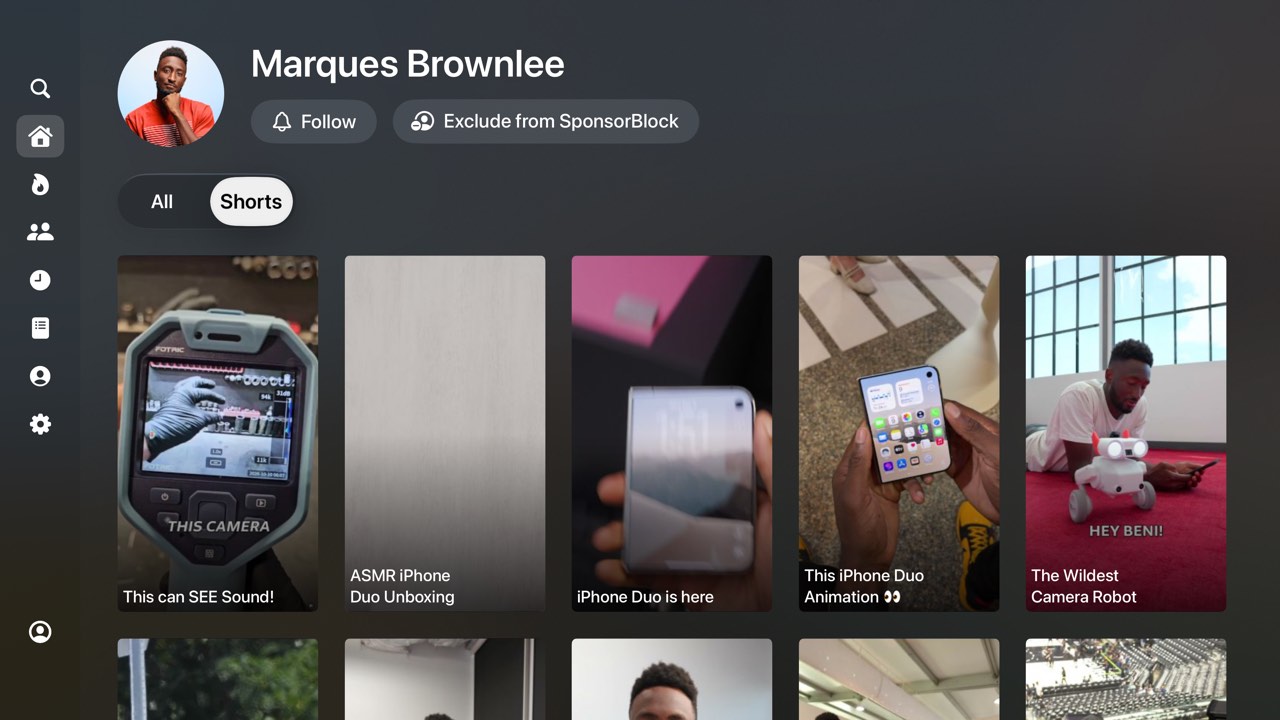 Marques Brownlee
Follow
Exclude from SponsorBlock
All
Shorts
FOTRIC
THIS CAMERA
This can SEE Sound!
ASMR iPhone
Duo Unboxing
iPhone Duo is here
This iPhone Duo
Animation 👀
HEY BENI!
The Wildest
Camera Robot